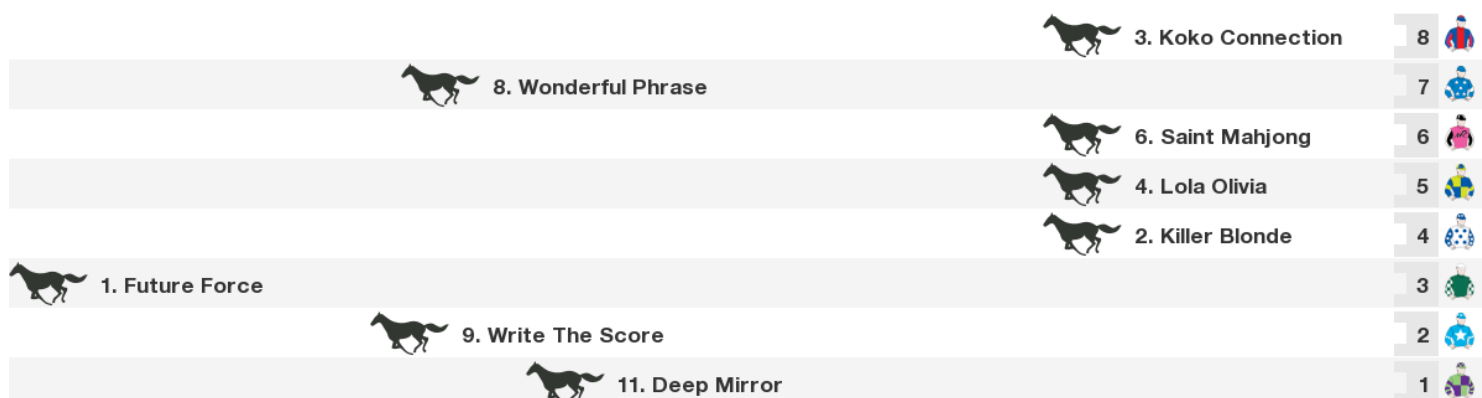 3. Koko Connection 8
8. Wonderful Phrase 7
6. Saint Mahjong 6
4. Lola Olivia 5
2. Killer Blonde 4
1. Future Force 3
9. Write The Score 2
11. Deep Mirror 1